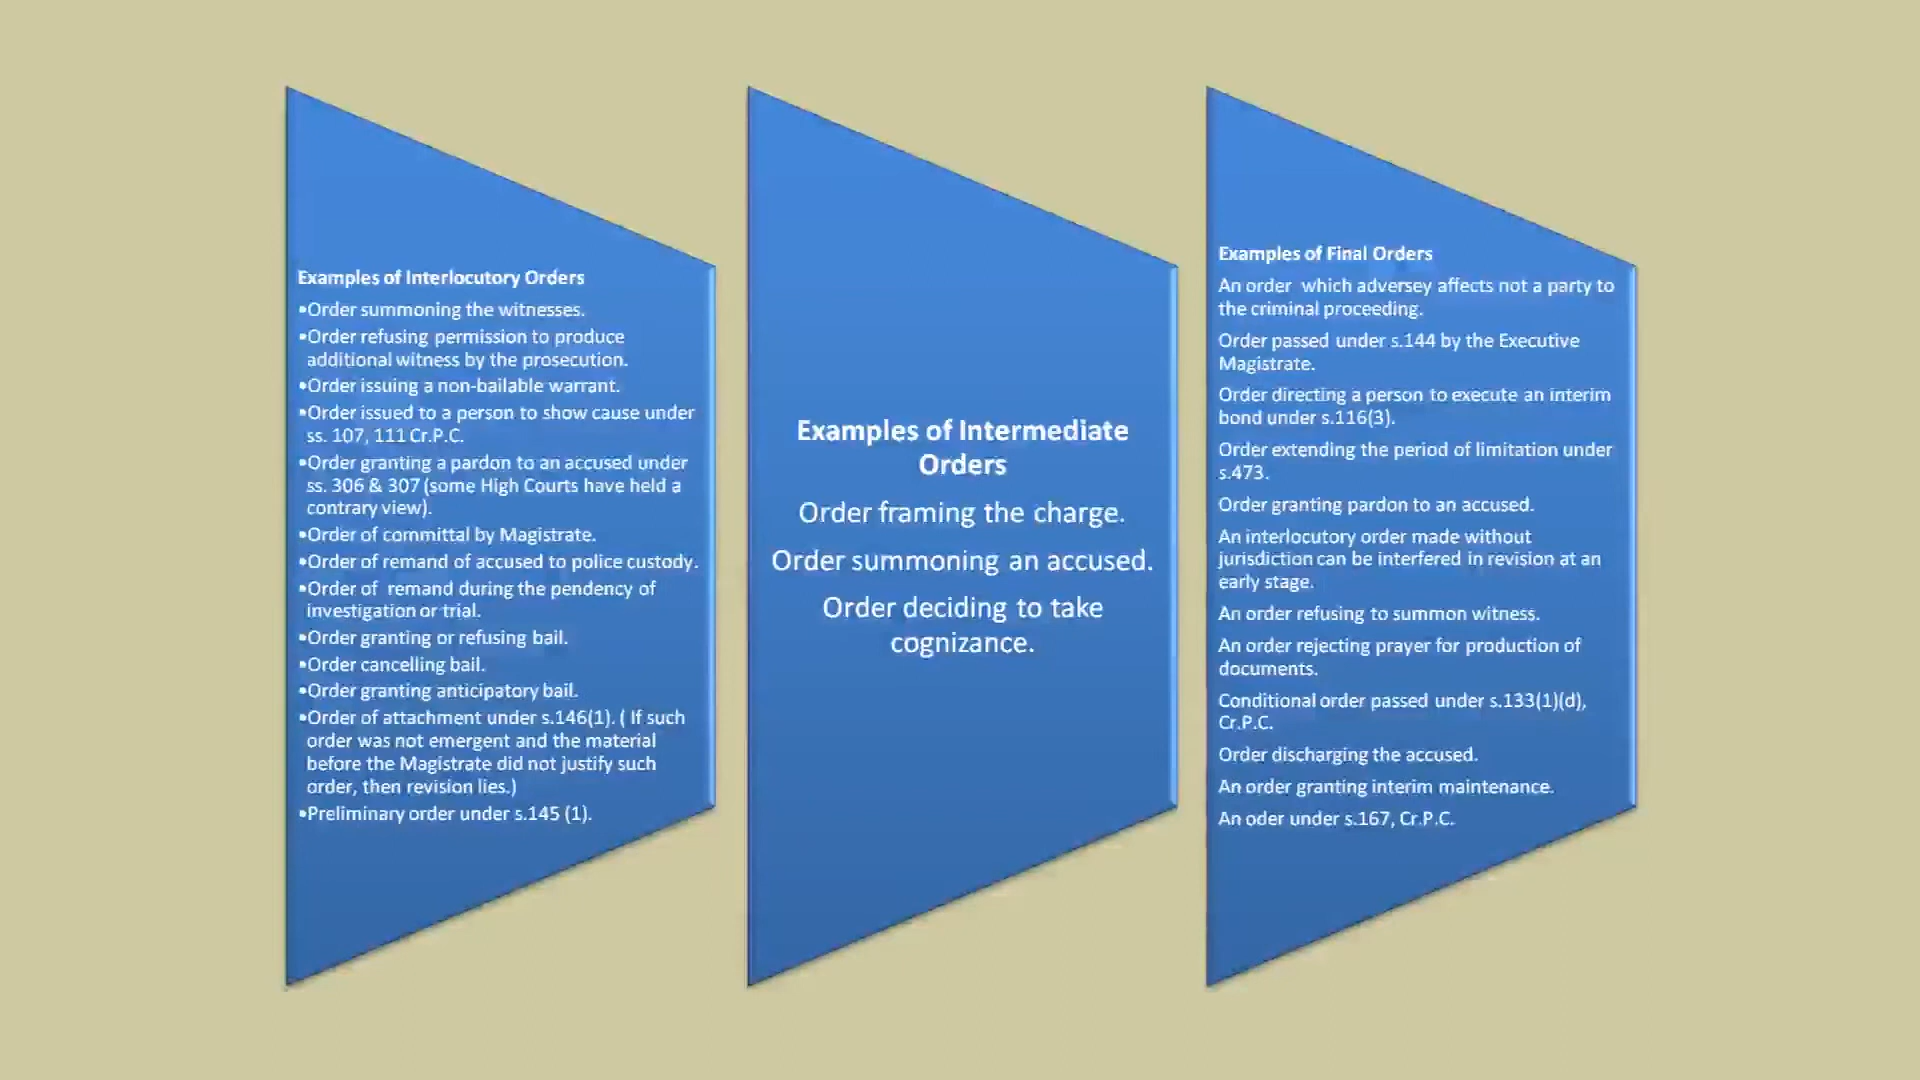 Examples of Interlocutory Orders
•Order summoning the witnesses.
•Order refusing permission to produce
additional witness by the prosecution.
•Order issuing a non-bailable warrant.
•Order issued to a person to show cause under
ss. 107, 111 Cr.P.C.
•Order granting a pardon to an accused under
ss. 306 & 307 (some High Courts have held a
contrary view).
•Order of committal by Magistrate.
•Order of remand of accused to police custody.
•Order of remand during the pendency of
investigation or trial.
•Order granting or refusing bail.
•Order cancelling bail.
•Order granting anticipatory bail.
•Order of attachment under s.146(1). ( If such
order was not emergent and the material
before the Magistrate did not justify such
order, then revision lies.)
•Preliminary order under s.145 (1).
Examples of Intermediate
Orders
Order framing the charge.
Order summoning an accused.
Order deciding to take
cognizance.
Examples of Final Orders
An order which adversey affects not a party to
the criminal proceeding.
Order passed under s.144 by the Executive
Magistrate.
Order directing a person to execute an interim
bond under s.116(3).
Order extending the period of limitation under
s.473.
Order granting pardon to an accused.
An interlocutory order made without
jurisdiction can be interfered in revision at an
early stage.
An order refusing to summon witness.
An order rejecting prayer for production of
documents.
Conditional order passed under s.133(1)(d),
Cr.P.C.
Order discharging the accused.
An order granting interim maintenance.
An oder under s.167, Cr.P.C.